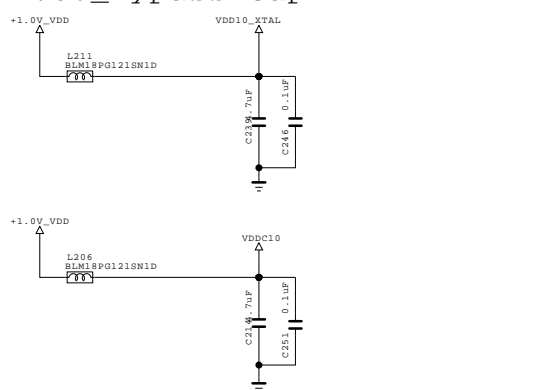 +1.0V_VDD
VDD10_XTAL
L211
BLM18PG121SN1D
4.7uF
0.1uF
C246
+1.0V_VDD
VDDC10
L206
BLM18PG121SN1D
4.7uF
0.1uF
C251